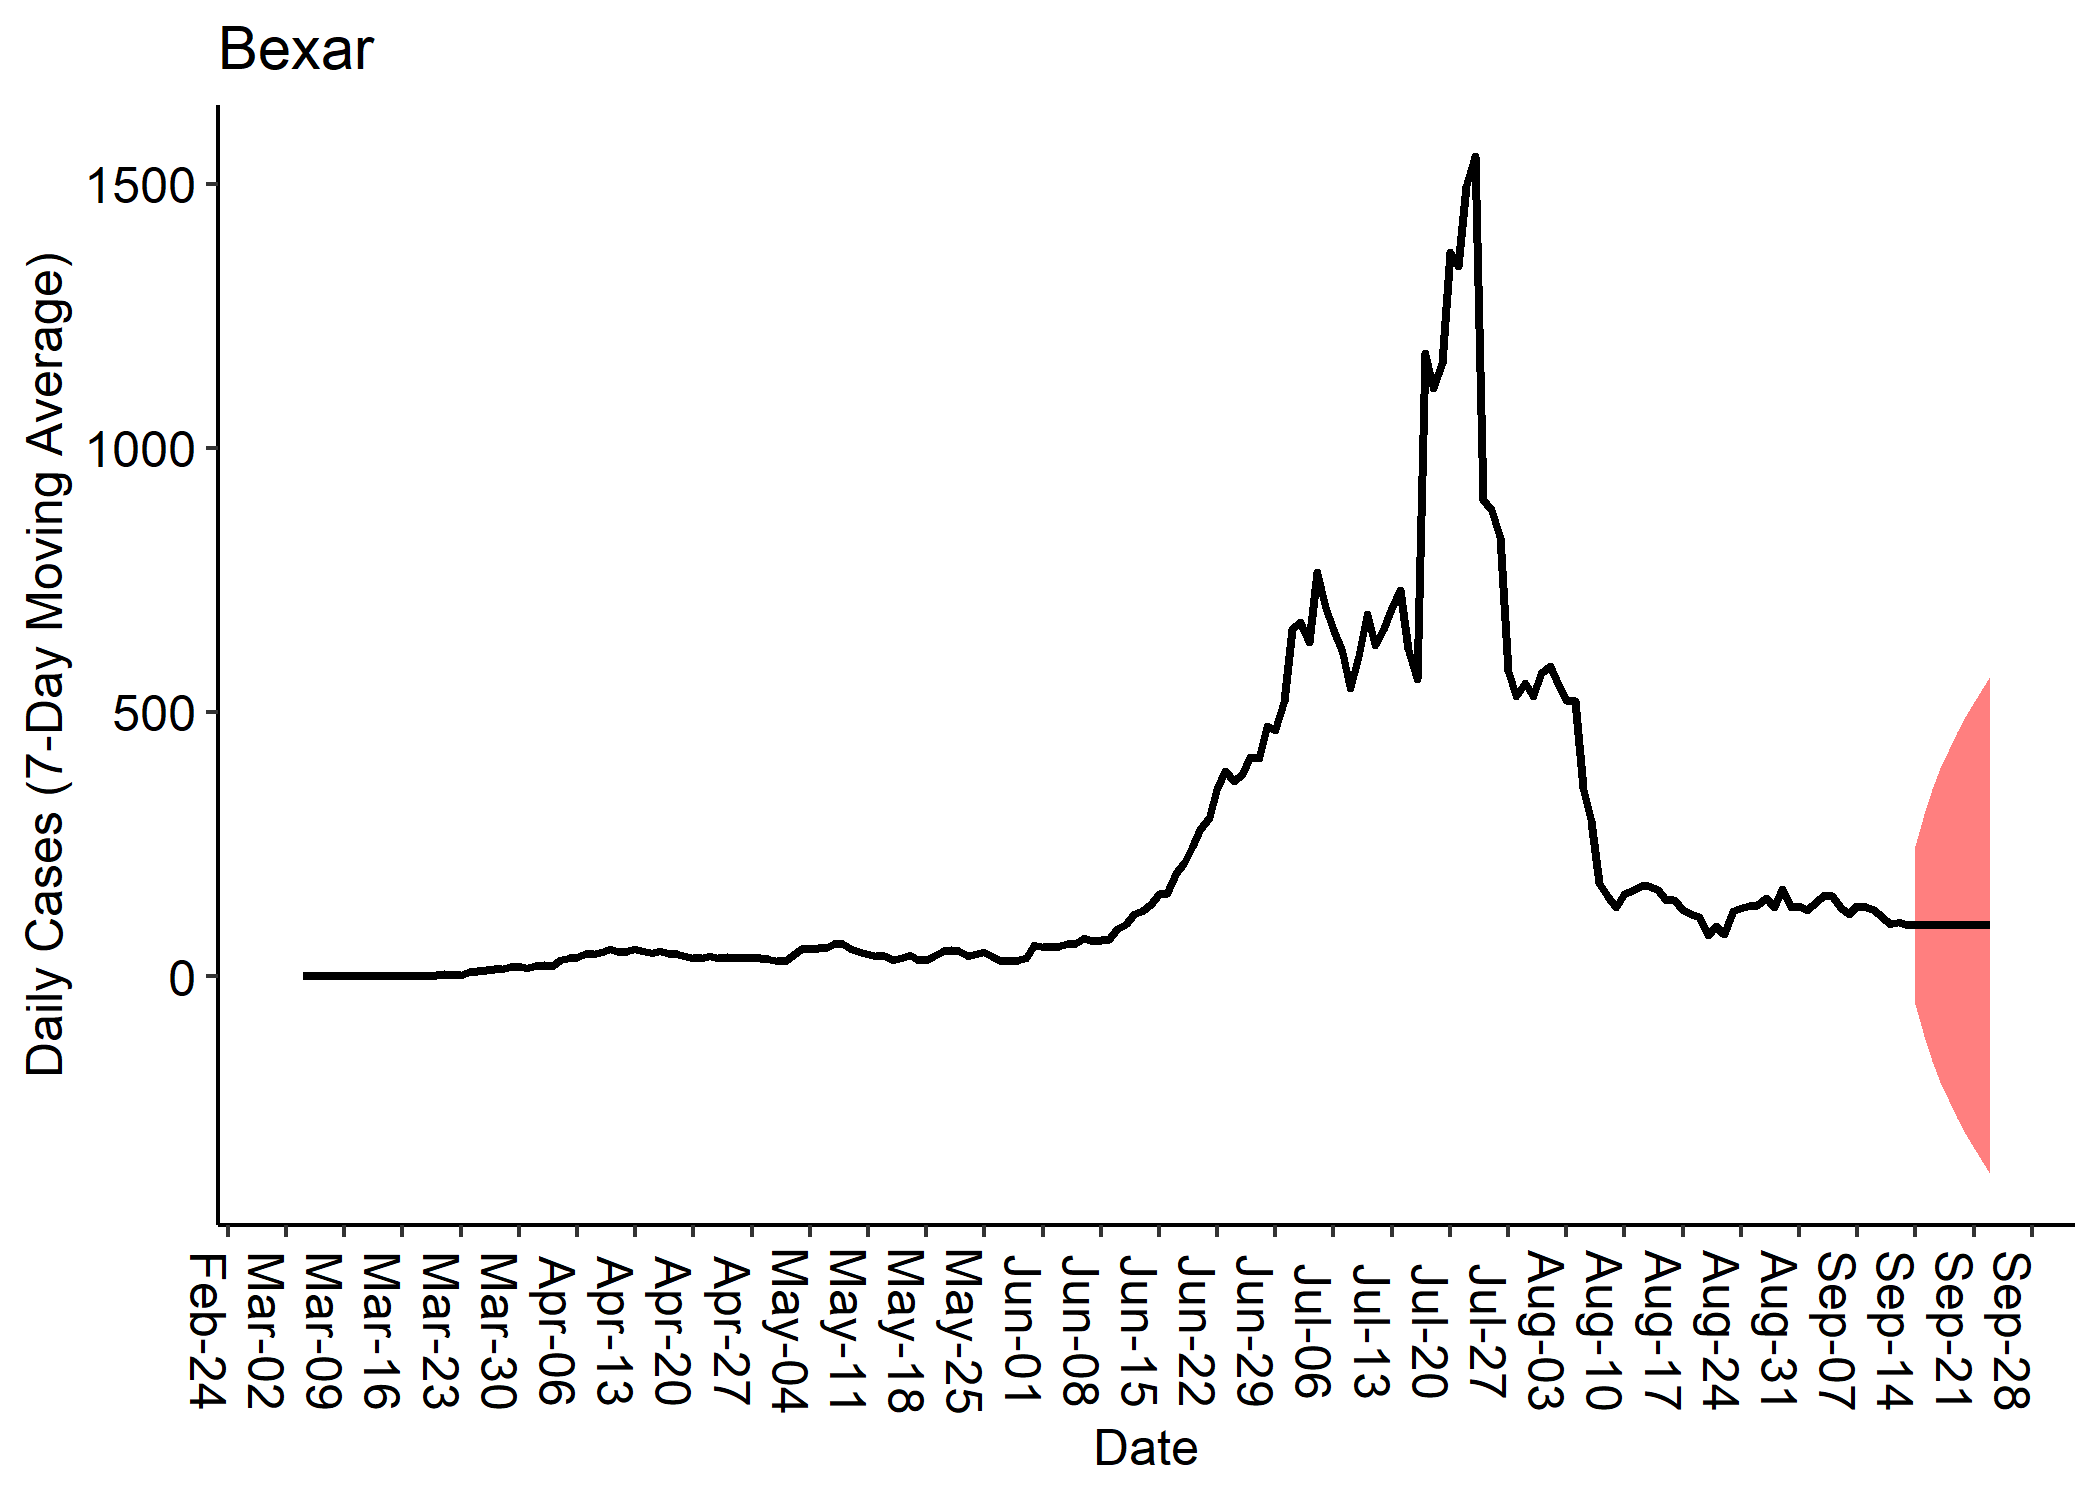 Bexar
Daily Cases (7-Day Moving Average)
1500
1000
500
0
Feb-24
Mar-02
Mar-09
Mar-16
Mar-23
Mar-30
Apr-06
Apr-13
Apr-20
Apr-27
May-04
May-11
May-18
May-25
Jun-01
Jun-08
Jun-15
Jun-22
Jun-29
Jul-06
Jul-13
Jul-20
Jul-27
Aug-03
Aug-10
Aug-17
Aug-24
Aug-31
Sep-07
Sep-14
Sep-21
Sep-28
Date